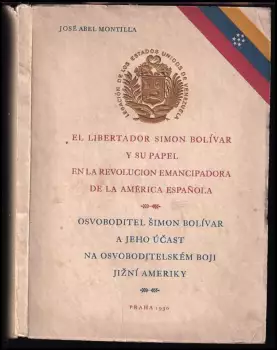 JOSÉ ABEL MONTILLA
LEGACIÓN DE LOS ESTADOS UNIDOS DE VENEZUELA
EL LIBERTADOR SIMON BOLÍVAR
Y SU PAPEL
EN LA REVOLUCION EMANCIPADORA
DE LA AMÉRICA ESPAÑOLA
OSVOBODITEL ŠIMON BOLÍVAR
A JEHO ÚČAST
NA OSVOBODITELSKÉM BOJI
JIŽNÍ AMERIKY
PRAHA 1930